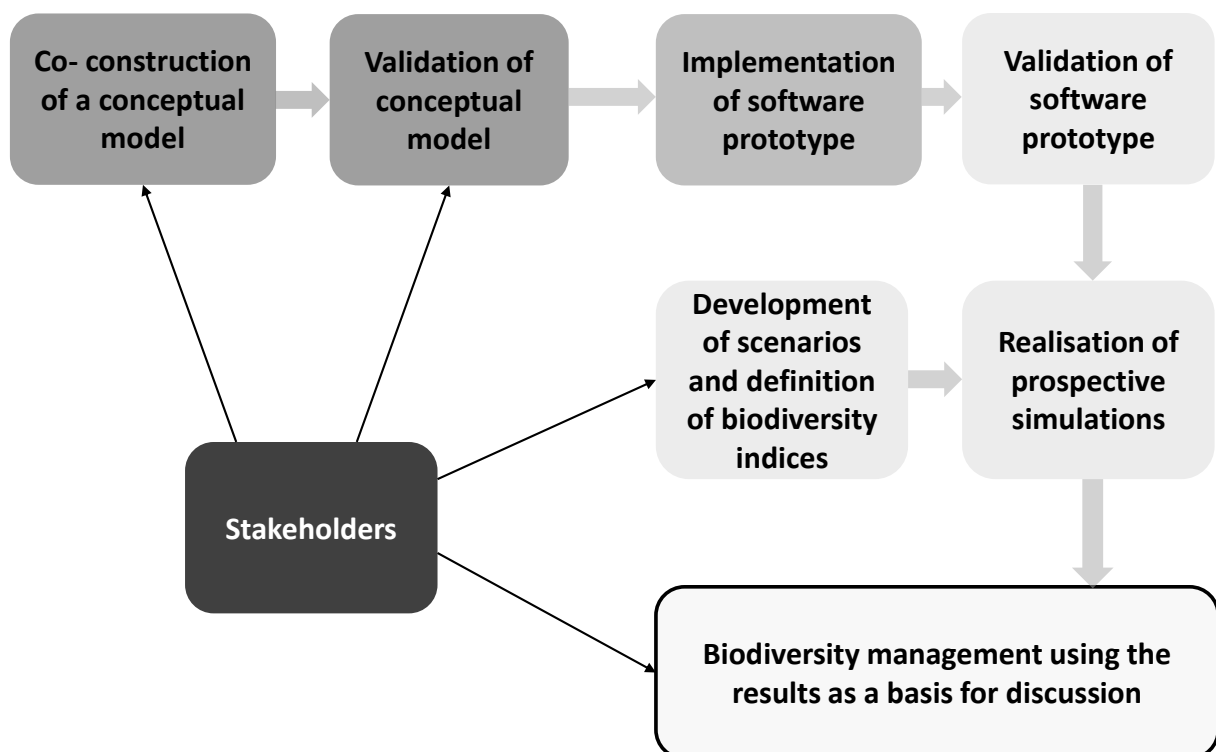 Co- construction
of a conceptual
model
Validation of
conceptual
model
Implementation
of software
prototype
Validation of
software
prototype
Development
of scenarios
and definition
of biodiversity
indices
Realisation of
prospective
simulations
Stakeholders
Biodiversity management using the
results as a basis for discussion